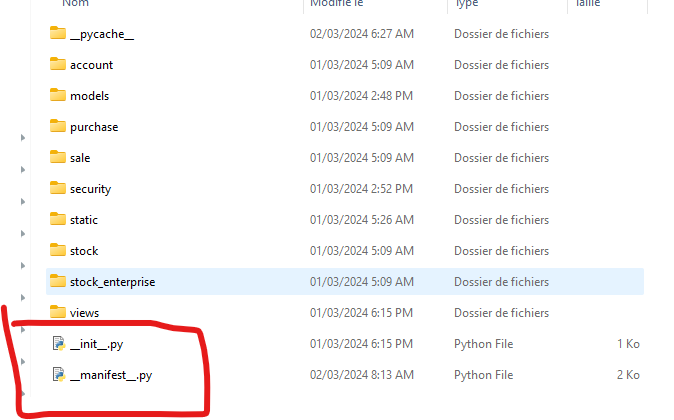 Nom Modifié le Type Taille
__pycache__ 02/03/2024 6:27 AM Dossier de fichiers
account 01/03/2024 5:09 AM Dossier de fichiers
models 01/03/2024 2:48 PM Dossier de fichiers
purchase 01/03/2024 5:09 AM Dossier de fichiers
sale 01/03/2024 5:09 AM Dossier de fichiers
security 01/03/2024 2:52 PM Dossier de fichiers
static 01/03/2024 5:26 AM Dossier de fichiers
stock 01/03/2024 5:09 AM Dossier de fichiers
stock_enterprise 01/03/2024 5:09 AM Dossier de fichiers
views 01/03/2024 6:15 PM Dossier de fichiers
__init__.py 01/03/2024 6:15 PM Python File 1 Ko
__manifest__.py 02/03/2024 8:13 AM Python File 2 Ko